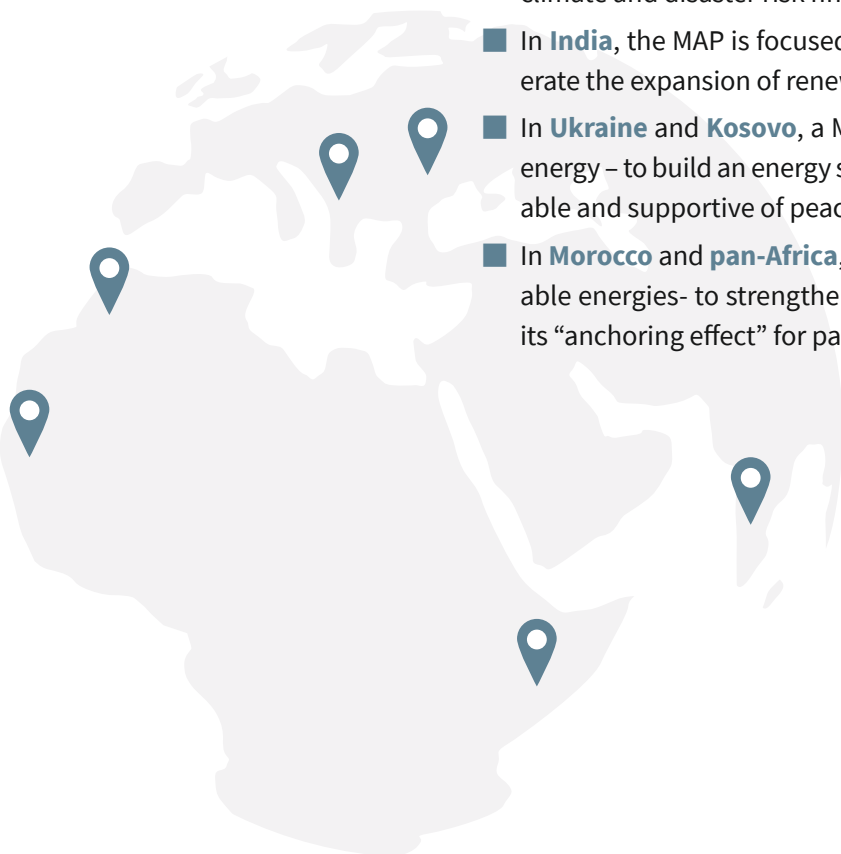 In India, the MAP is focused
erate the expansion of rene
In Ukraine and Kosovo, a M
energy – to build an energy s
able and supportive of peac
In Morocco and pan-Africa,
able energies- to strengthe
its “anchoring effect” for pa